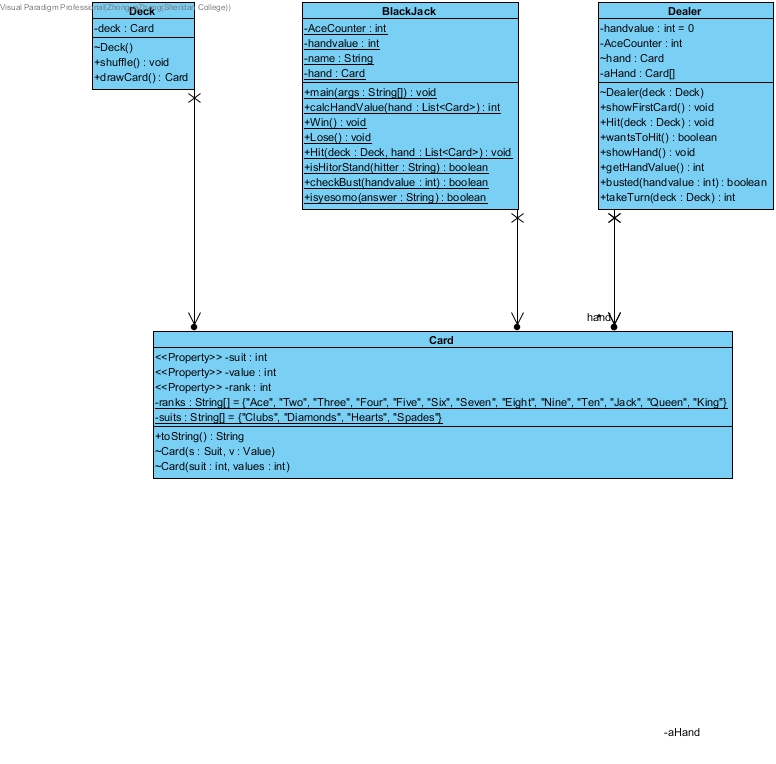 Visual Paradigm Professional(Zhong Zhong(Sheridan College))
Deck
-deck : Card
~Deck()
+shuffle() : void
+drawCard() : Card
BlackJack
-AceCounter : int
-handvalue : int
-name : String
-hand : Card
+main(args : String[]) : void
+calcHandValue(hand : List<Card>) : int
+Win() : void
+Lose() : void
+Hit(deck : Deck, hand : List<Card>) : void
+isHitorStand(hitter : String) : boolean
+checkBust(handvalue : int) : boolean
+isyesorno(answer : String) : boolean
Dealer
-handvalue : int = 0
-AceCounter : int
~hand : Card
-aHand : Card[]
~Dealer(deck : Deck)
+showFirstCard() : void
+Hit(deck : Deck) : void
+wantsToHit() : boolean
+showHand() : void
+getHandValue() : int
+busted(handvalue : int) : boolean
+takeTurn(deck : Deck) : int
hand
Card
<<Property>> -suit : int
<<Property>> -value : int
<<Property>> -rank : int
-ranks : String[] = {"Ace", "Two", "Three", "Four", "Five", "Six", "Seven", "Eight", "Nine", "Ten", "Jack", "Queen", "King"}
-suits : String[] = {"Clubs", "Diamonds", "Hearts", "Spades"}
+toString() : String
~Card(s : Suit, v : Value)
~Card(suit : int, values : int)
-aHand